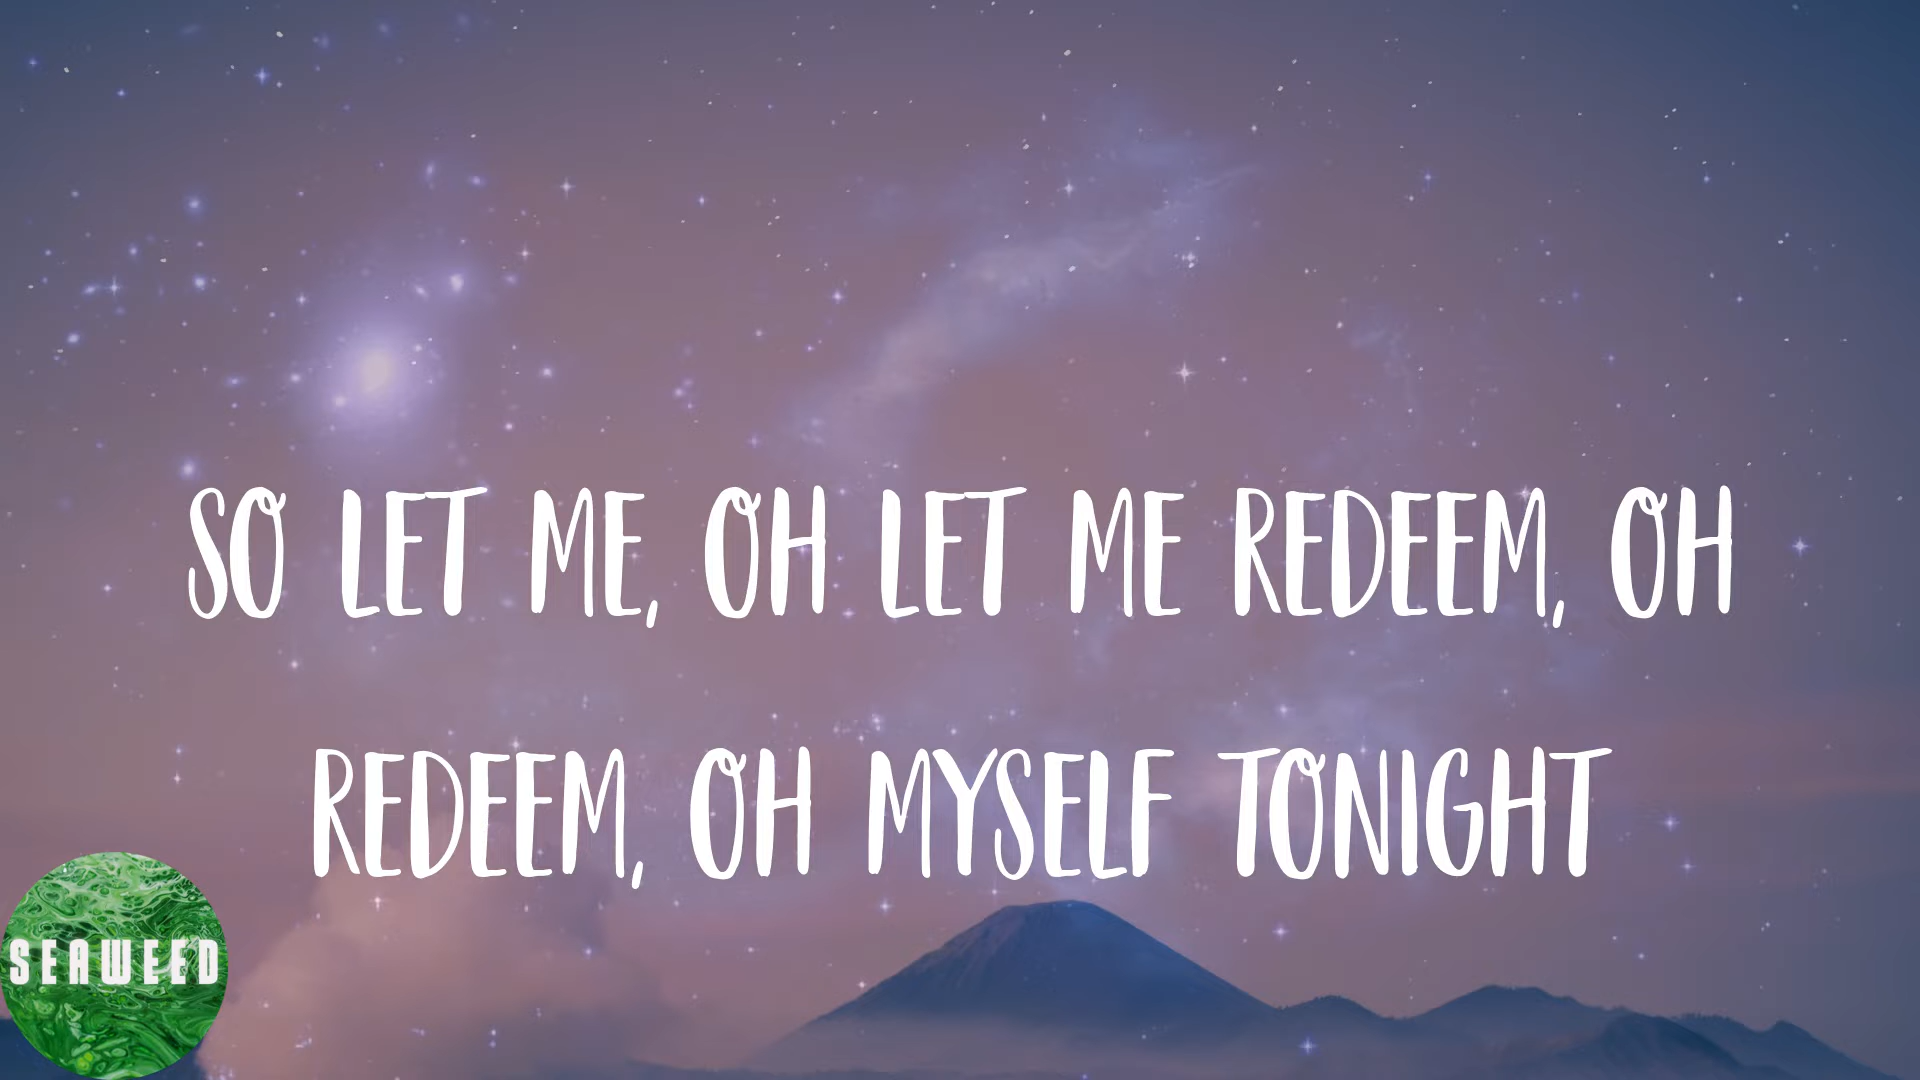 SO LET ME, OH LET ME REDEEM, OH
REDEEM, OH MYSELF TONIGHT
SEAWEED